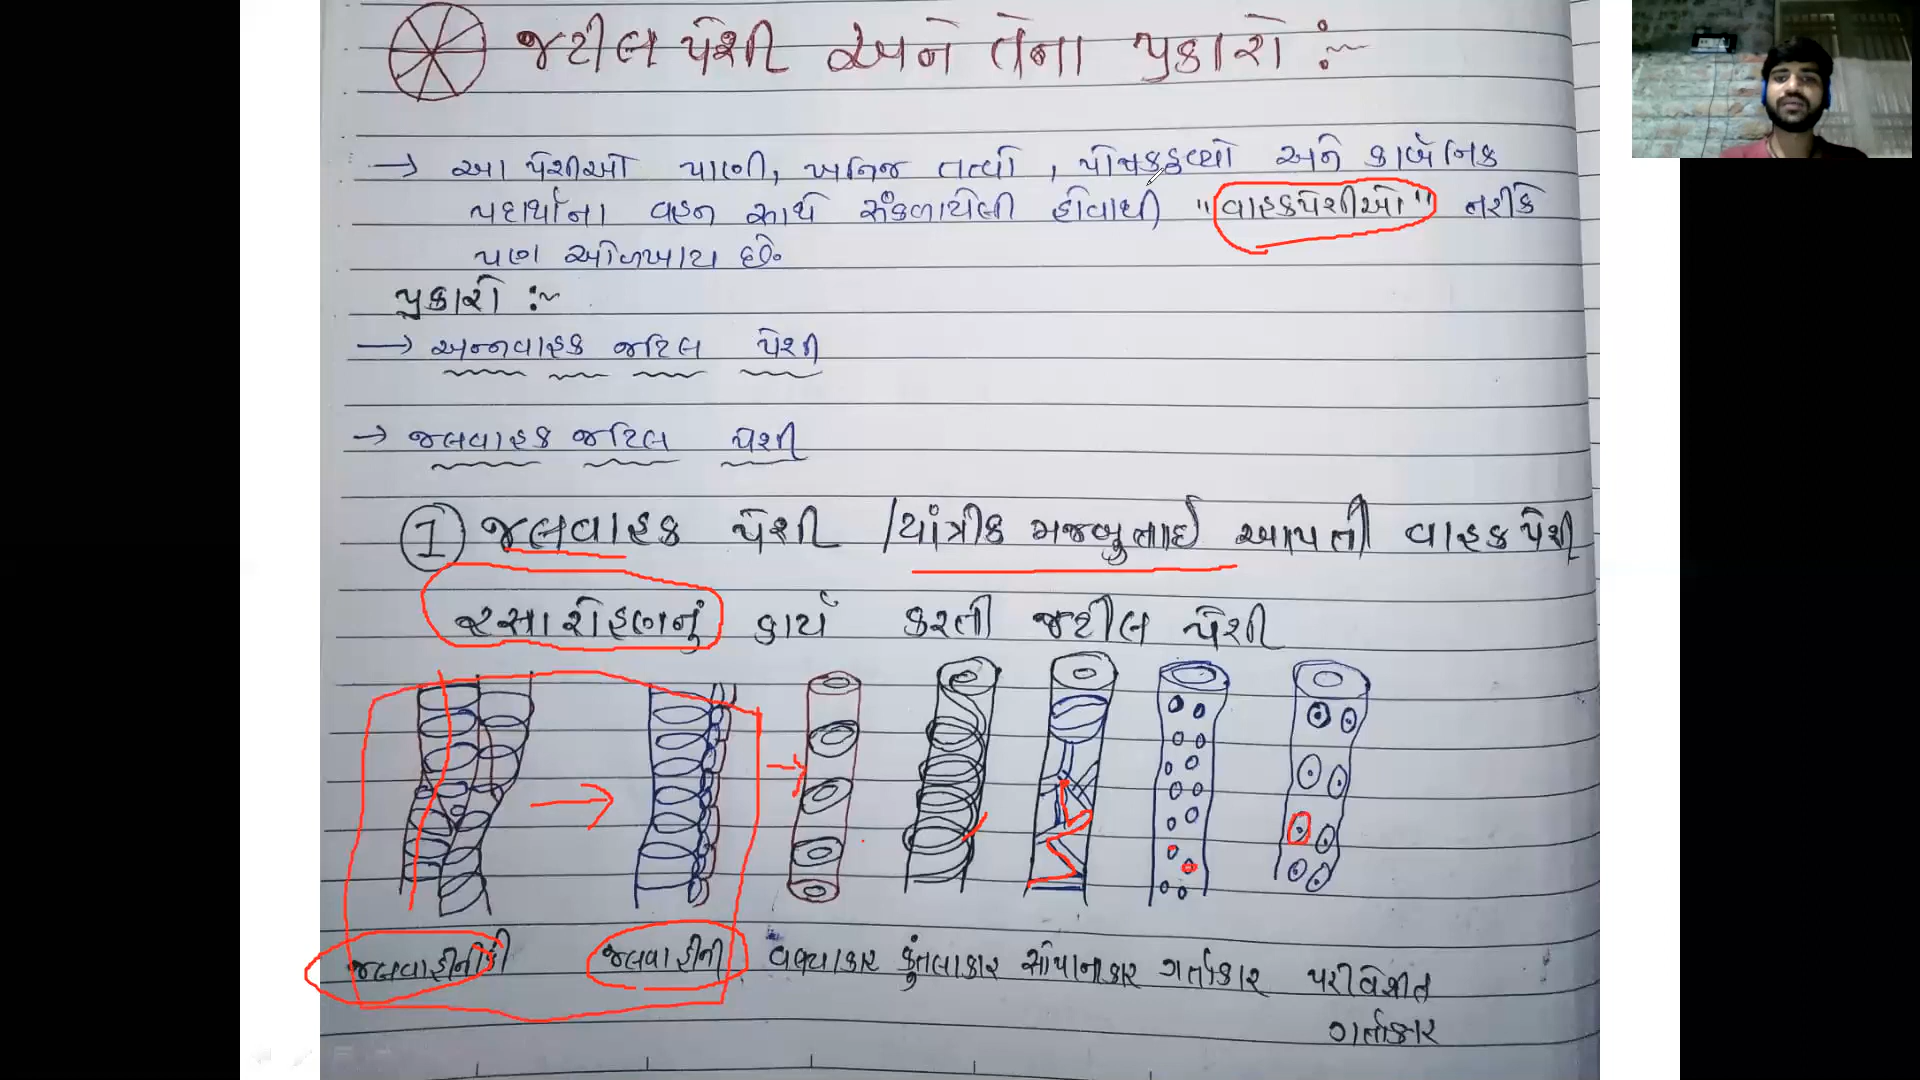 જટીલ પેશી અને તેના પ્રકારો :~
→ આ પેશીઓ પાણી, ખનિજ તત્વો, પોષકદ્રવ્યો અને કાર્બનિક
પદાર્થોના વહન સાથે સંકળાયેલી હોવાથી "વાહકપેશીઓ" તરીકે
પણ ઓળખાય છે.
પ્રકારો :~
→ અન્નવાહક જટિલ પેશી
→ જલવાહક જટિલ પેશી
① જલવાહક પેશી /યાંત્રીક મજબુતાઈ આપતી વાહકપેશી
રસારોહણનું કાર્ય કરતી જટીલ પેશી
જલવાહીનીકી જલવાહીની વલયાકાર કુંતલાકાર સોપાનાકાર ગર્તાકાર પરીવેશીત
ગર્તાકાર